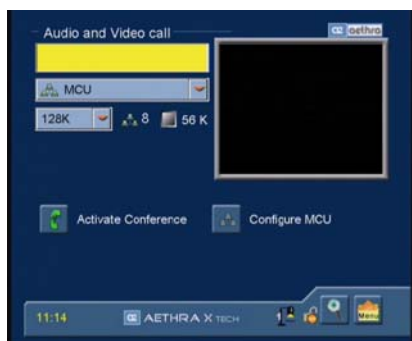 Audio and Video call
aethra
MCU
128K 8 56 K
Activate Conference Configure MCU
11:14 AETHRA X TECH Menu